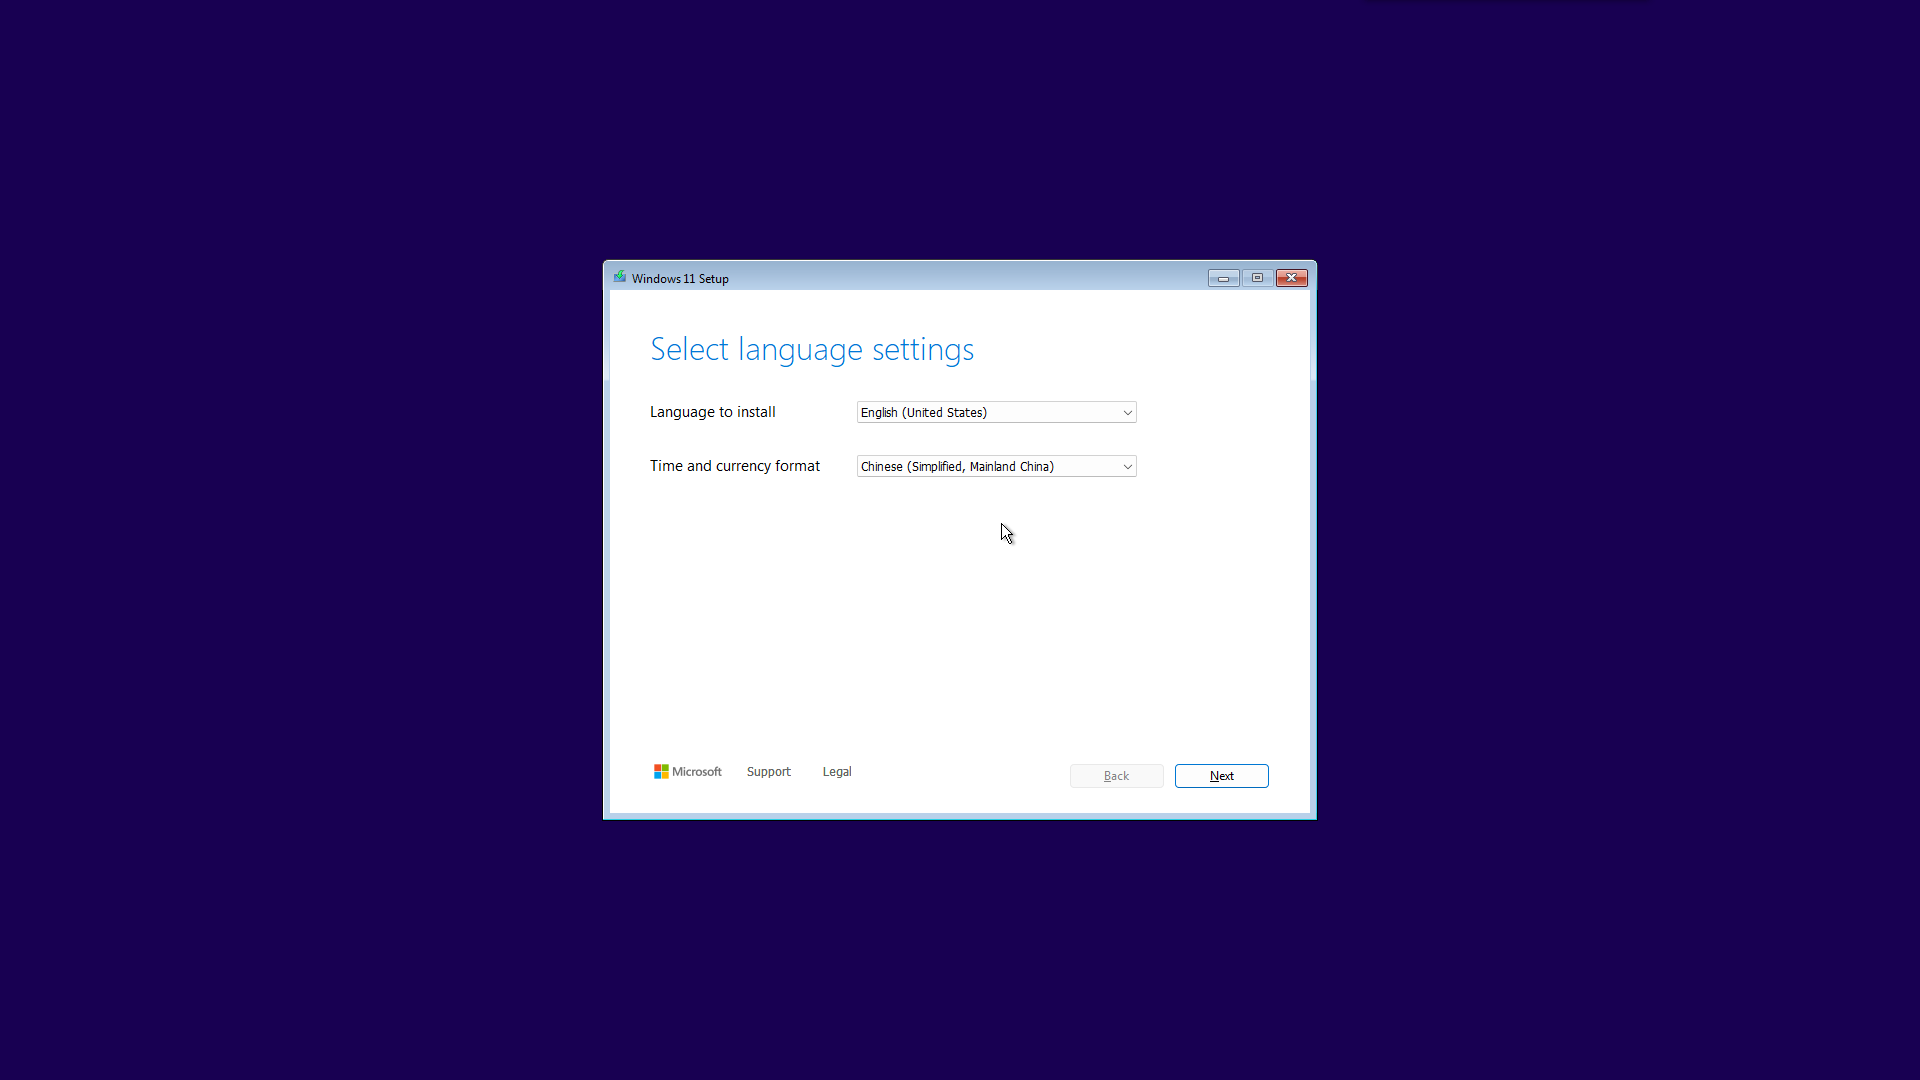 Windows 11 Setup
Select language settings
Language to install
English (United States)
Time and currency format
Chinese (Simplified, Mainland China)
Microsoft Support Legal
Back Next